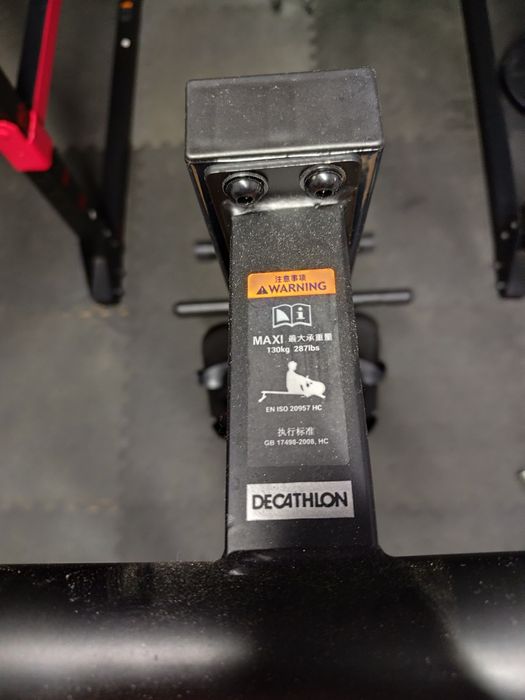 注意事项
WARNING
MAXI 最大承重量
130kg 287lbs
EN ISO 20957 HC
执行标准
GB 17498-2008, HC
DECATHLON